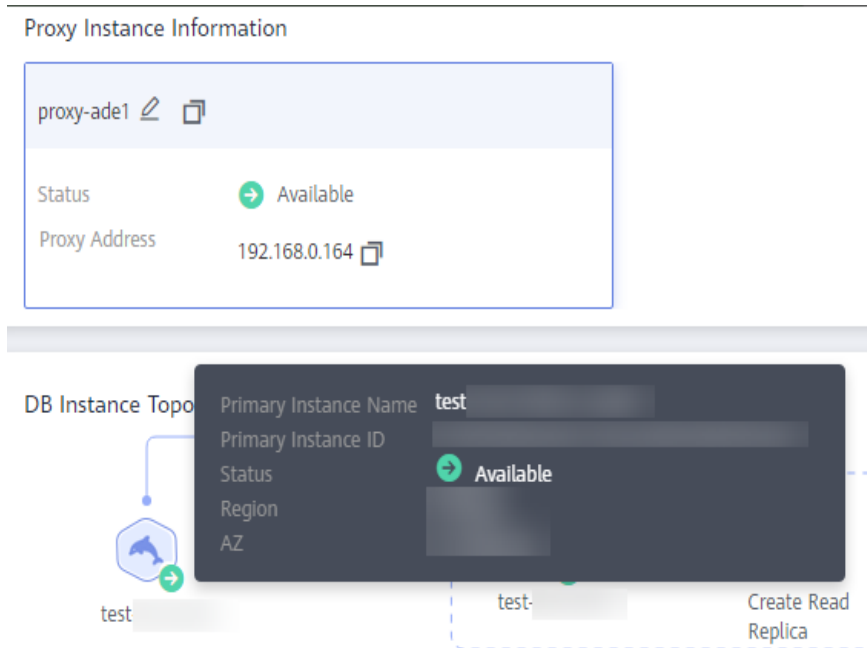 Proxy Instance Information
proxy-ade1
Status Available
Proxy Address 192.168.0.164
DB Instance Topo
Primary Instance Name test
Primary Instance ID
Status Available
Region
AZ
test
test-
Create Read
Replica